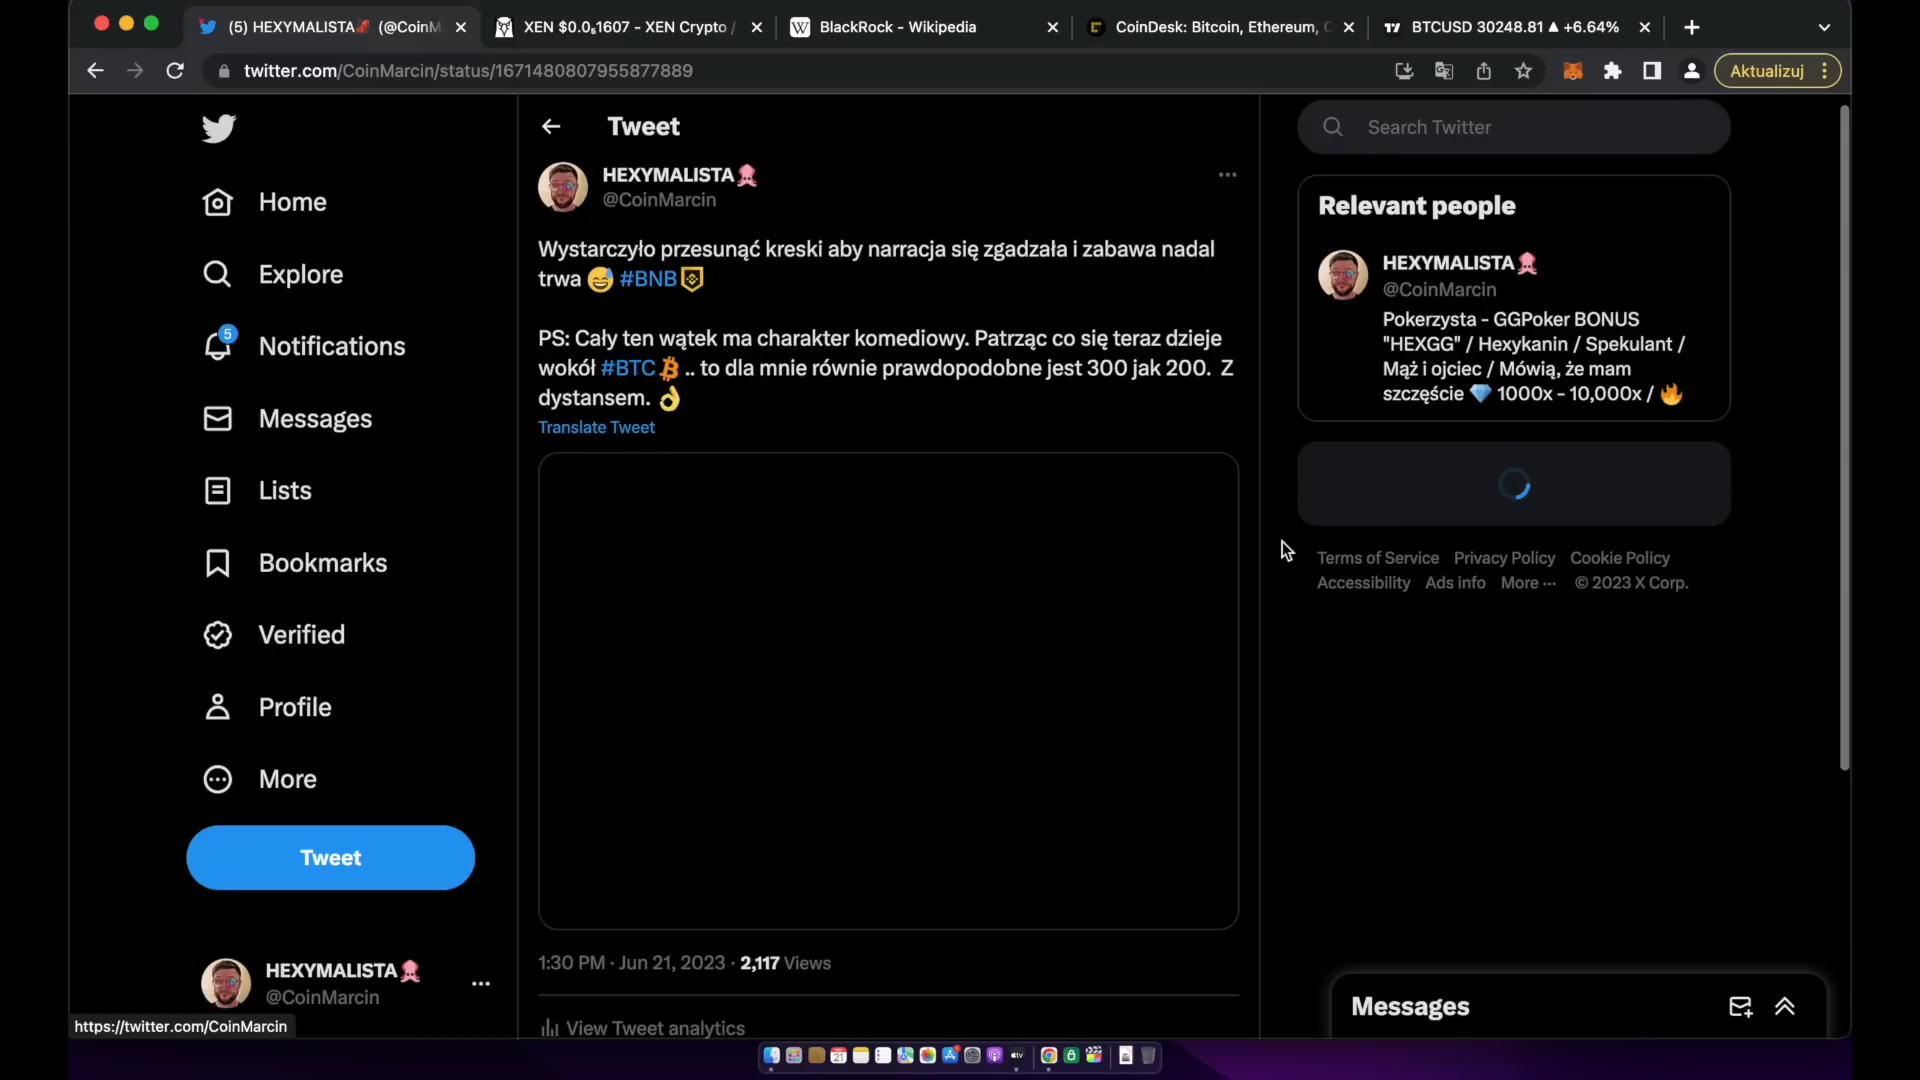 (5) HEXYMALISTA (@CoinM
XEN $0.0₅1607 - XEN Crypto /
BlackRock - Wikipedia
CoinDesk: Bitcoin, Ethereum,
BTCUSD 30248.81 ▲ +6.64%
twitter.com/CoinMarcin/status/1671480807955877889
Aktualizuj
Home
Explore
5
Notifications
Messages
Lists
Bookmarks
Verified
Profile
More
Tweet
HEXYMALISTA
@CoinMarcin
https://twitter.com/CoinMarcin
Tweet
HEXYMALISTA
@CoinMarcin
Wystarczyło przesunąć kreski aby narracja się zgadzała i zabawa nadal
trwa 😅 #BNB
PS: Cały ten wątek ma charakter komediowy. Patrząc co się teraz dzieje
wokół #BTC .. to dla mnie równie prawdopodobne jest 300 jak 200. Z
dystansem. 👌
Translate Tweet
1:30 PM · Jun 21, 2023 · 2,117 Views
View Tweet analytics
Search Twitter
Relevant people
HEXYMALISTA
@CoinMarcin
Pokerzysta - GGPoker BONUS
"HEXGG" / Hexykanin / Spekulant /
Mąż i ojciec / Mówią, że mam
szczęście 💎 1000x - 10,000x / 🔥
Terms of Service Privacy Policy Cookie Policy
Accessibility Ads info More ··· © 2023 X Corp.
Messages